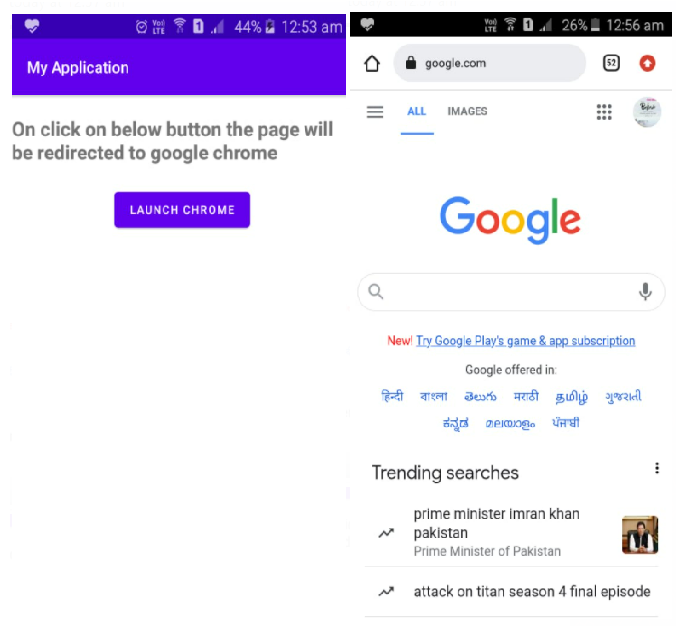 44% 12:53 am
My Application
On click on below button the page will
be redirected to google chrome
LAUNCH CHROME
Vo) LTE 1 26% 12:56 am
google.com
52
ALL IMAGES
Google
New! Try Google Play's game & app subscription
Google offered in:
हिन्दी বাংলা తెలుగు मराठी தமிழ் ગુજરાતી
ಕನ್ನಡ മലയാളം ਪੰਜਾਬੀ
Trending searches
prime minister imran khan
pakistan
Prime Minister of Pakistan
attack on titan season 4 final episode